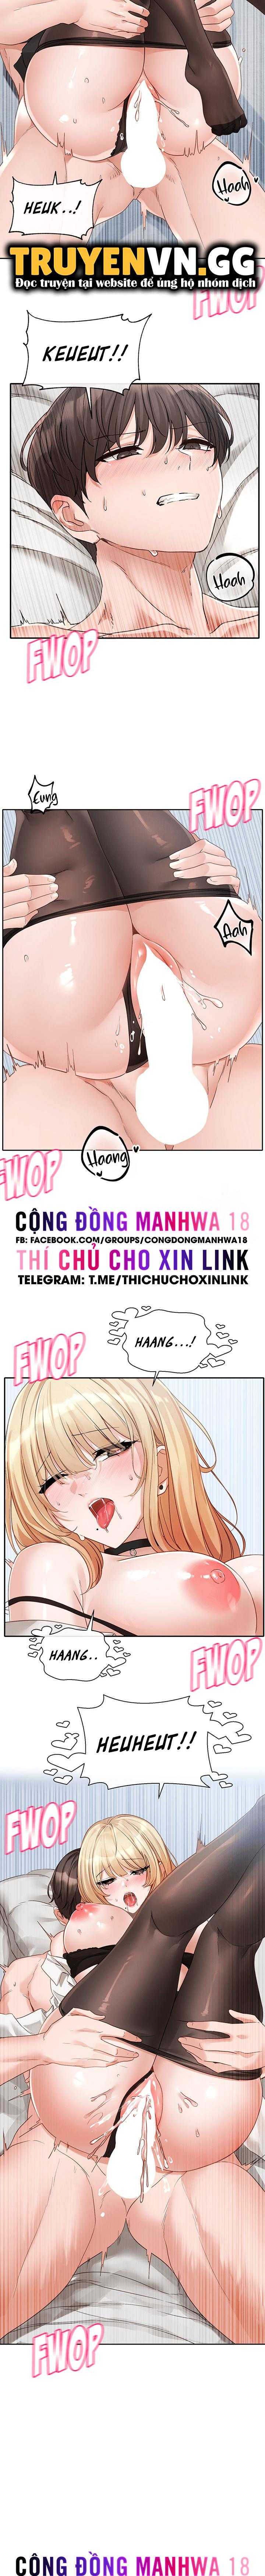 Haah
HEUK..!
TRUYENVN.GG
Đọc truyện tại website để ủng hộ nhóm dịch
FWOP
KEUEUT!!
Haah
FWOP
Eung
FWOP
Aah
FWOP
Haang
CỘNG ĐỒNG MANHWA 18
FB: FACEBOOK.COM/GROUPS/CONGDONGMANHWA18
THÍ CHỦ CHO XIN LINK
TELEGRAM: T.ME/THICHUCHOXINLINK
HAANG...!
FWOP
HAANG..
FWOP
HEUHEUT!!
FWOP
FWOP
CỘNG ĐỒNG MANHWA 18